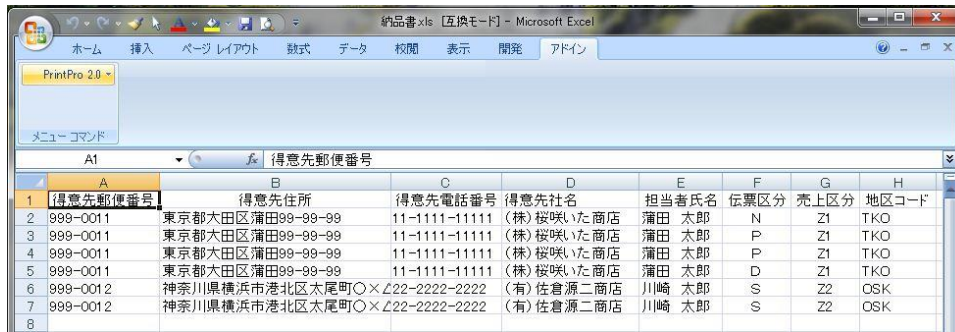 納品書.xls [互換モード] - Microsoft Excel
ホーム 挿入 ページ レイアウト 数式 データ 校閲 表示 開発 アドイン
PrintPro 2.0
メニュー コマンド
A1 fx 得意先郵便番号
A B C D E F G H
1 得意先郵便番号 得意先住所 得意先電話番号 得意先社名 担当者氏名 伝票区分 売上区分 地区コード
2 999-0011 東京都大田区蒲田99-99-99 11-1111-11111 (株)桜咲いた商店 蒲田 太郎 N Z1 TKO
3 999-0011 東京都大田区蒲田99-99-99 11-1111-11111 (株)桜咲いた商店 蒲田 太郎 P Z1 TKO
4 999-0011 東京都大田区蒲田99-99-99 11-1111-11111 (株)桜咲いた商店 蒲田 太郎 P Z1 TKO
5 999-0011 東京都大田区蒲田99-99-99 11-1111-11111 (株)桜咲いた商店 蒲田 太郎 D Z1 TKO
6 999-0012 神奈川県横浜市港北区太尾町○× 22-2222-2222 (有)佐倉源二商店 川崎 太郎 S Z2 OSK
7 999-0012 神奈川県横浜市港北区太尾町○× 22-2222-2222 (有)佐倉源二商店 川崎 太郎 S Z2 OSK
8